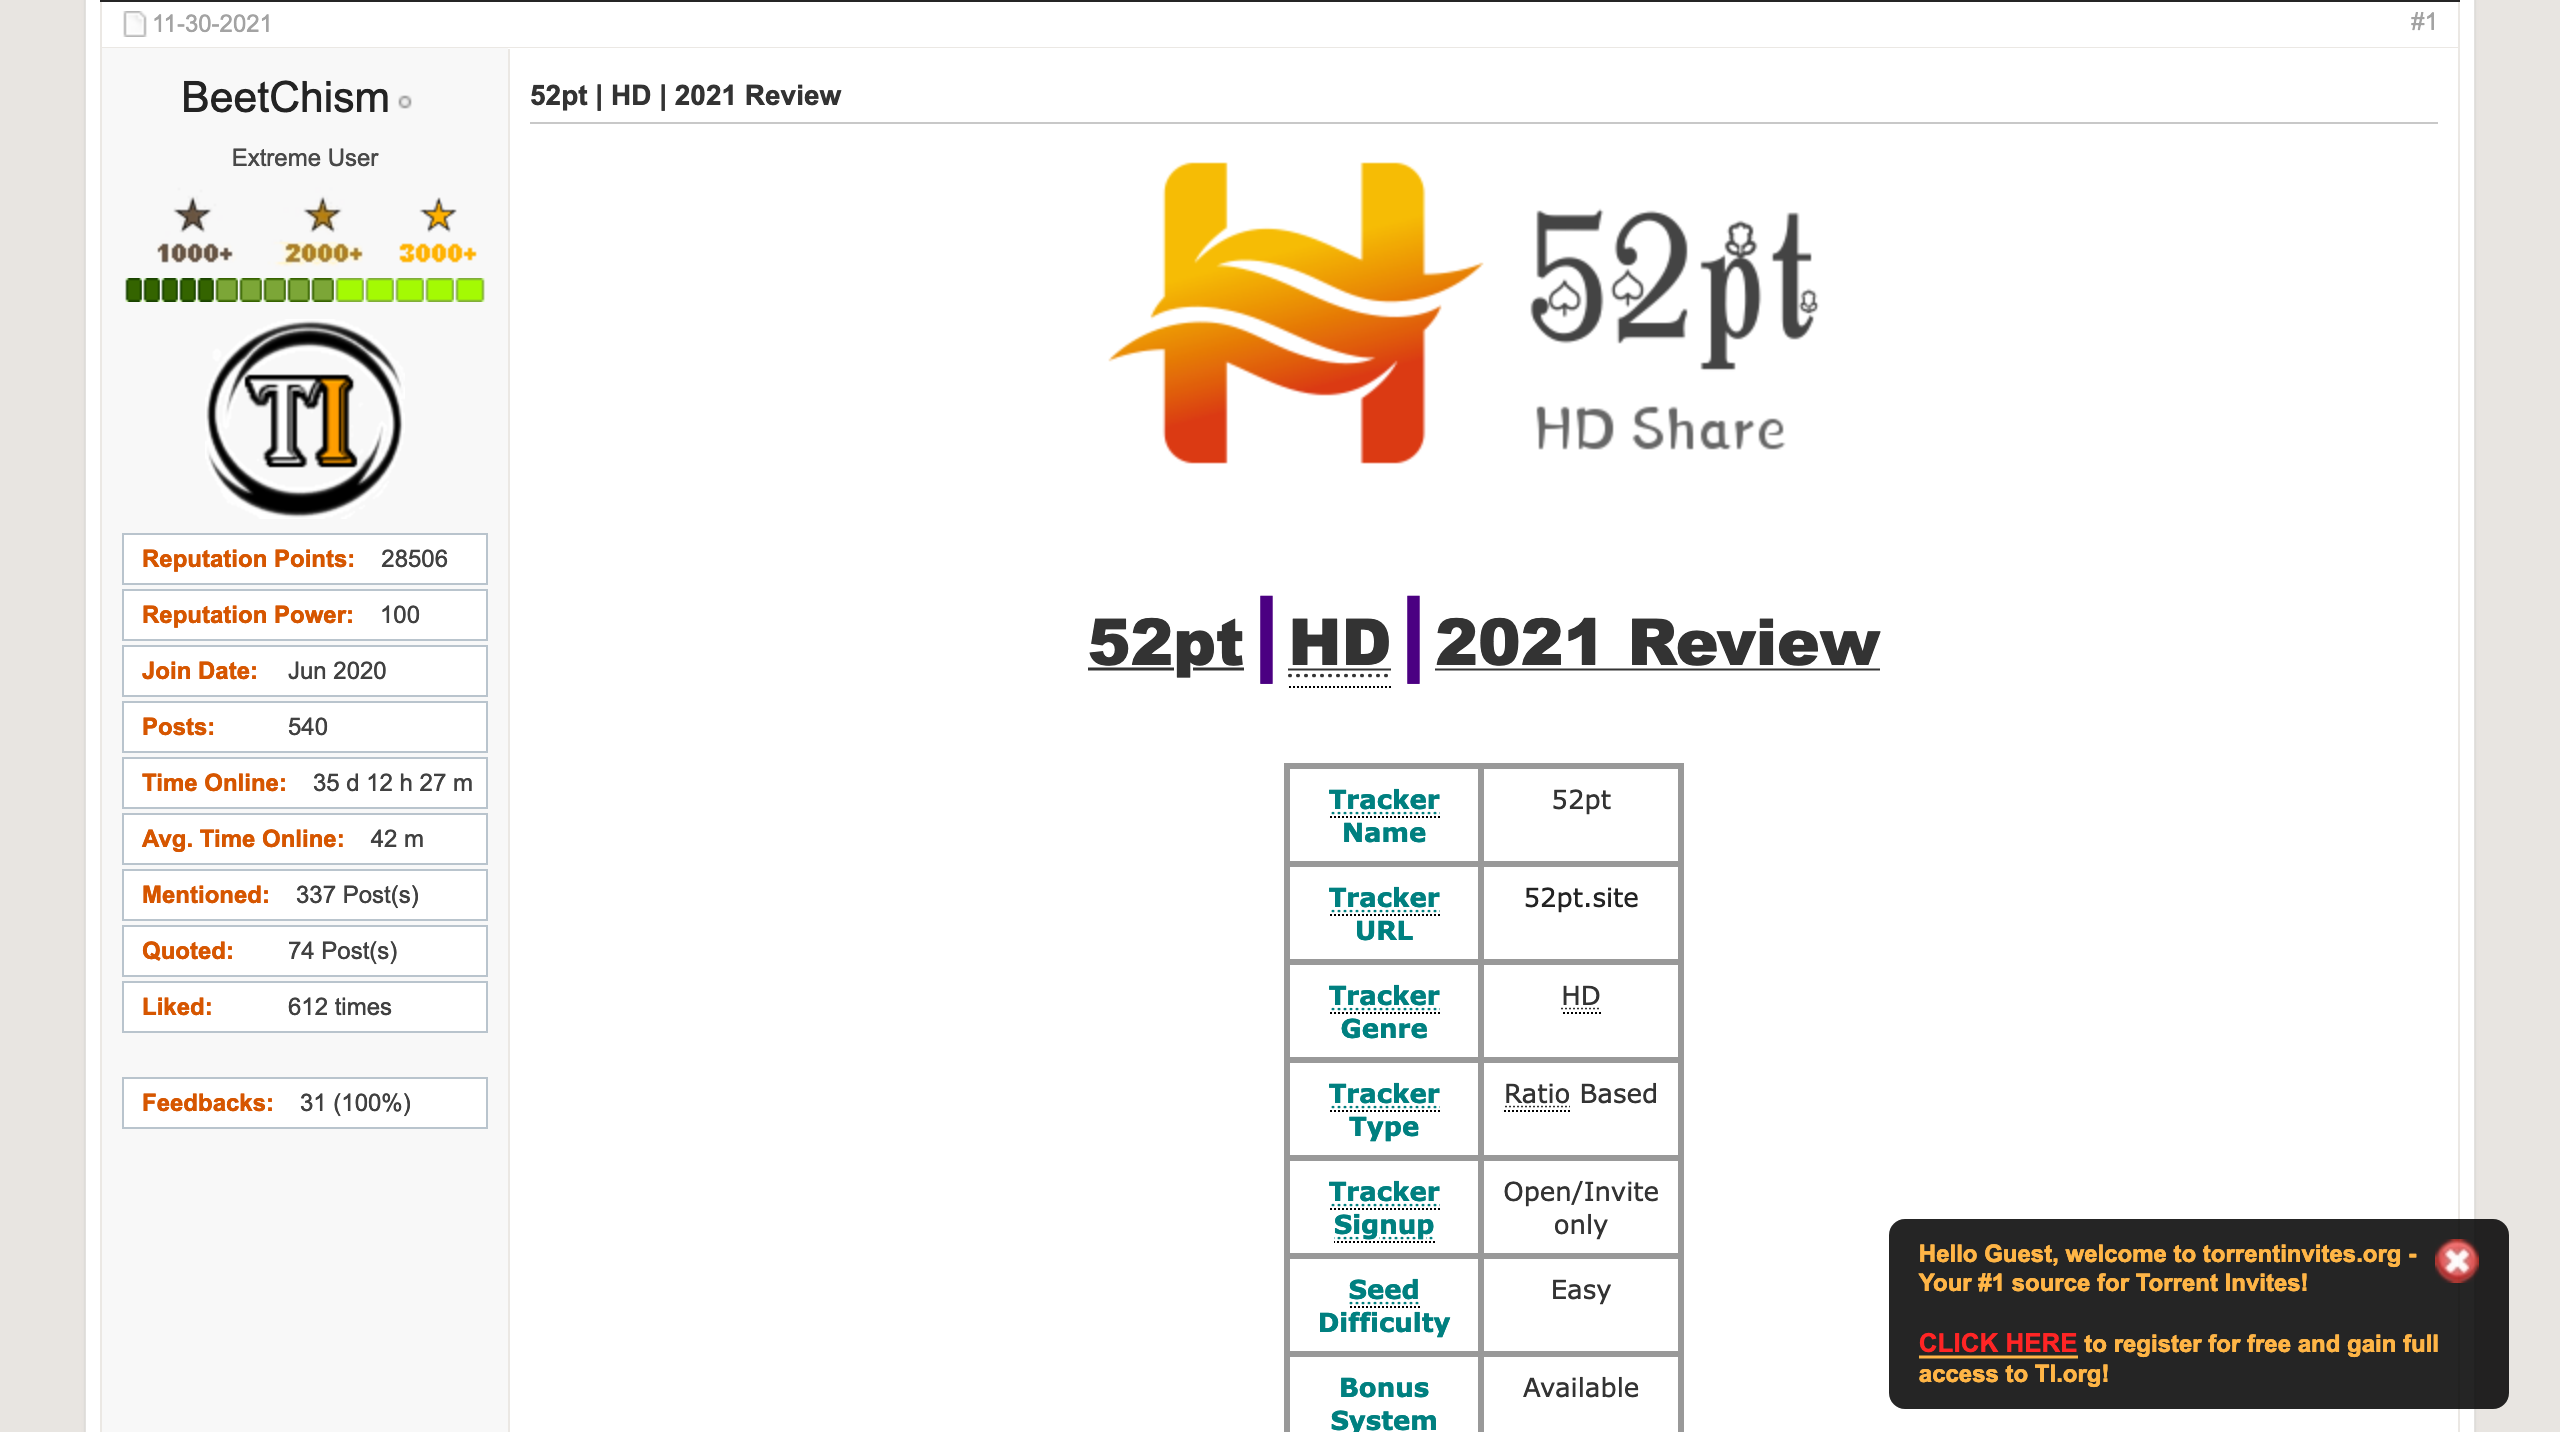 11-30-2021
#1
BeetChism
Extreme User
1000+ 2000+ 3000+
TI
Reputation Points: 28506
Reputation Power: 100
Join Date: Jun 2020
Posts: 540
Time Online: 35 d 12 h 27 m
Avg. Time Online: 42 m
Mentioned: 337 Post(s)
Quoted: 74 Post(s)
Liked: 612 times
Feedbacks: 31 (100%)
52pt | HD | 2021 Review
52pt
HD Share
52pt | HD | 2021 Review
Tracker
Name
52pt
Tracker
URL
52pt.site
Tracker
Genre
HD
Tracker
Type
Ratio Based
Tracker
Signup
Open/Invite
only
Seed
Difficulty
Easy
Bonus
System
Available
Hello Guest, welcome to torrentinvites.org -
Your #1 source for Torrent Invites!
CLICK HERE to register for free and gain full
access to TI.org!